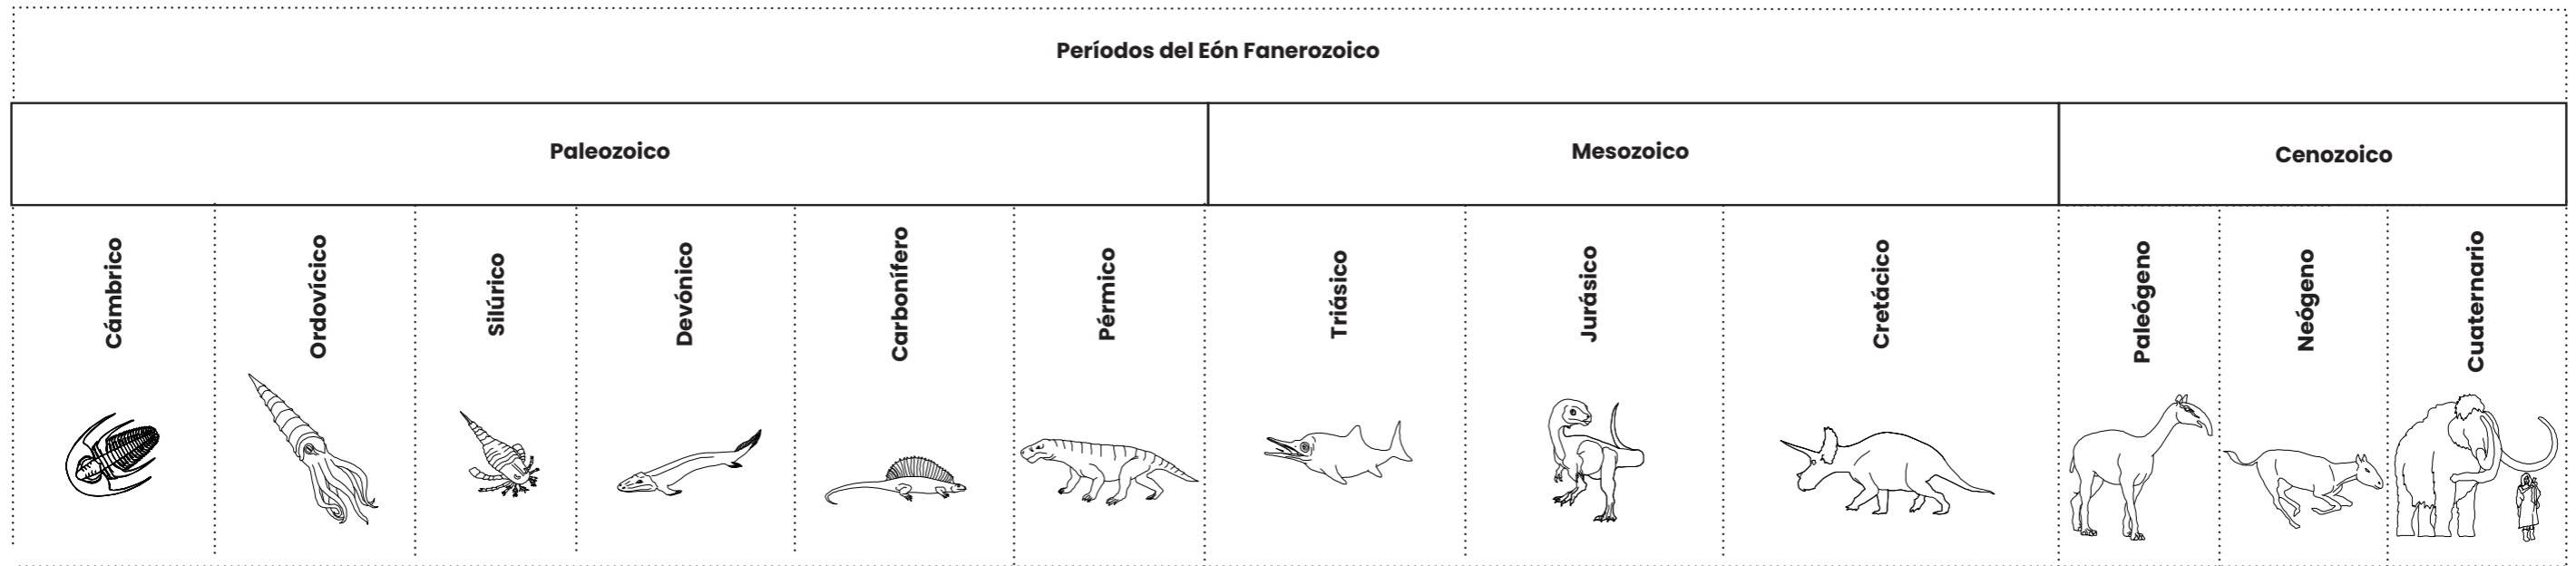 Períodos del Eón Fanerozoico
Paleozoico
Mesozoico
Cenozoico
Cámbrico
Ordovícico
Silúrico
Devónico
Carbonífero
Pérmico
Triásico
Jurásico
Cretácico
Paleógeno
Neógeno
Cuaternario